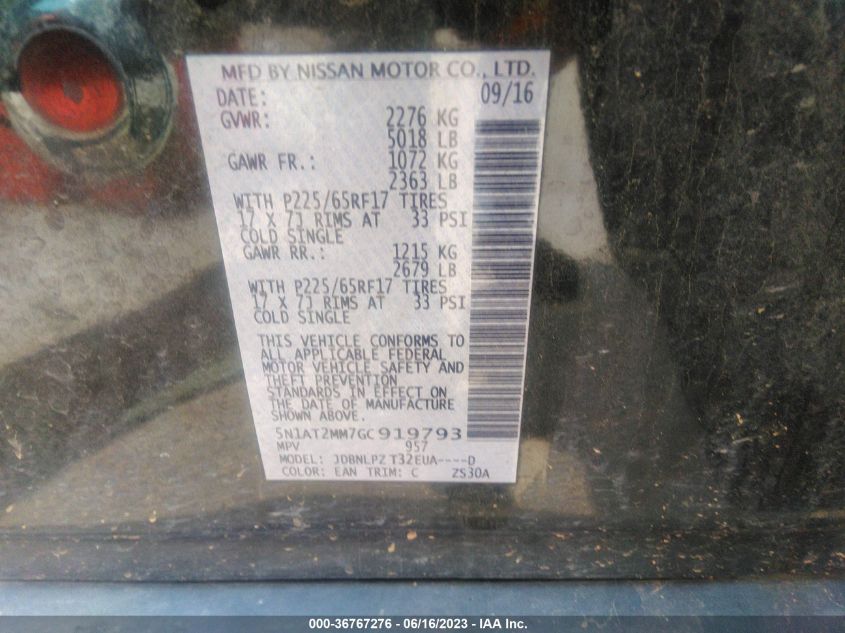 MFD BY NISSAN MOTOR CO., LTD.
DATE: 09/16
GVWR: 2276 KG
5018 LB
GAWR FR.: 1072 KG
2363 LB
WITH P225/65RF17 TIRES
17 X 7J RIMS AT 33 PSI
COLD SINGLE
GAWR RR.: 1215 KG
2679 LB
WITH P225/65RF17 TIRES
17 X 7J RIMS AT 33 PSI
COLD SINGLE
THIS VEHICLE CONFORMS TO
ALL APPLICABLE FEDERAL
MOTOR VEHICLE SAFETY AND
THEFT PREVENTION
STANDARDS IN EFFECT ON
THE DATE OF MANUFACTURE
SHOWN ABOVE.
5N1AT2MM7GC919793
MPV 957
MODEL: JDBNLPZ T32EUA----D
COLOR: EAN TRIM: C ZS30A
000-36767276 - 06/16/2023 - IAA Inc.